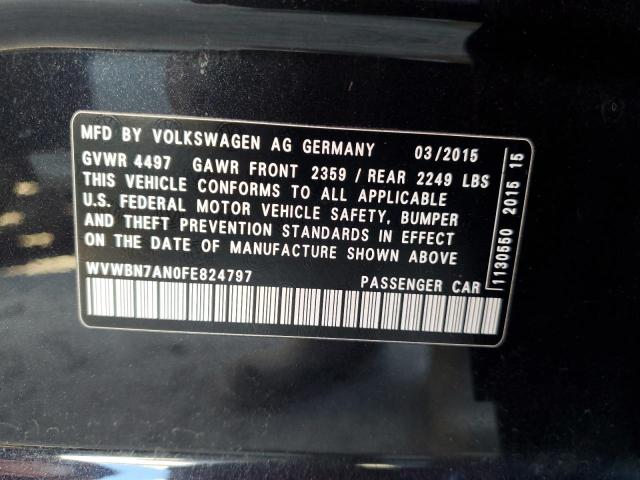 MFD BY VOLKSWAGEN AG GERMANY 03/2015
GVWR 4497 GAWR FRONT 2359 / REAR 2249 LBS
THIS VEHICLE CONFORMS TO ALL APPLICABLE
U.S. FEDERAL MOTOR VEHICLE SAFETY, BUMPER
AND THEFT PREVENTION STANDARDS IN EFFECT
ON THE DATE OF MANUFACTURE SHOWN ABOVE
WVWBN7AN0FE824797 PASSENGER CAR
1130550 2015 15